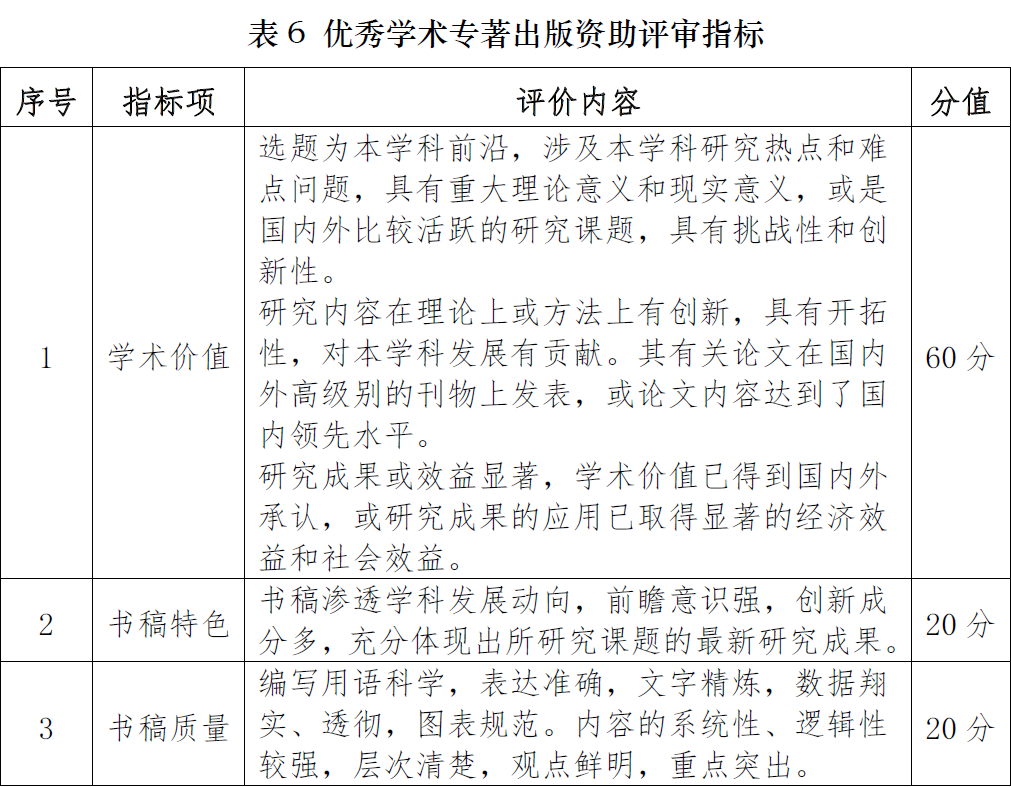 表6 优秀学术专著出版资助评审指标
序号 指标项 评价内容 分值
选题为本学科前沿，涉及本学科研究热点和难
点问题，具有重大理论意义和现实意义，或是
国内外比较活跃的研究课题，具有挑战性和创
新性。
研究内容在理论上或方法上有创新，具有开拓
1 学术价值 性，对本学科发展有贡献。其有关论文在国内 60分
外高级别的刊物上发表，或论文内容达到了国
内领先水平。
研究成果或效益显著，学术价值已得到国内外
承认，或研究成果的应用已取得显著的经济效
益和社会效益。
2 书稿特色 书稿渗透学科发展动向，前瞻意识强，创新成 20分
分多，充分体现出所研究课题的最新研究成果。
编写用语科学，表达准确，文字精炼，数据翔
3 书稿质量 实、透彻，图表规范。内容的系统性、逻辑性 20分
较强，层次清楚，观点鲜明，重点突出。